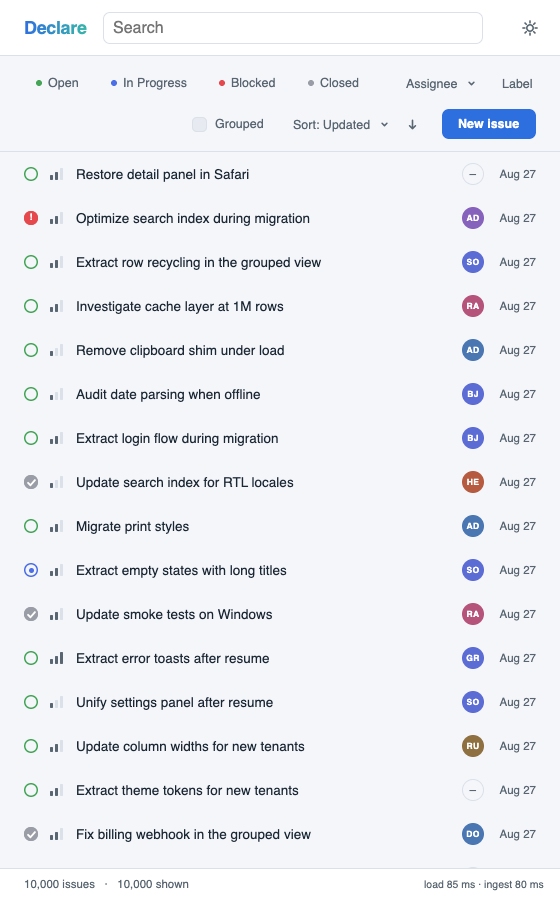 Declare Search
Open In Progress Blocked Closed Assignee Label
Grouped Sort: Updated New issue
Restore detail panel in Safari – Aug 27
! Optimize search index during migration AD Aug 27
Extract row recycling in the grouped view SO Aug 27
Investigate cache layer at 1M rows RA Aug 27
Remove clipboard shim under load AD Aug 27
Audit date parsing when offline BJ Aug 27
Extract login flow during migration BJ Aug 27
Update search index for RTL locales HE Aug 27
Migrate print styles AD Aug 27
Extract empty states with long titles SO Aug 27
Update smoke tests on Windows RA Aug 27
Extract error toasts after resume GR Aug 27
Unify settings panel after resume SO Aug 27
Update column widths for new tenants RU Aug 27
Extract theme tokens for new tenants – Aug 27
Fix billing webhook in the grouped view DO Aug 27
10,000 issues · 10,000 shown load 85 ms · ingest 80 ms